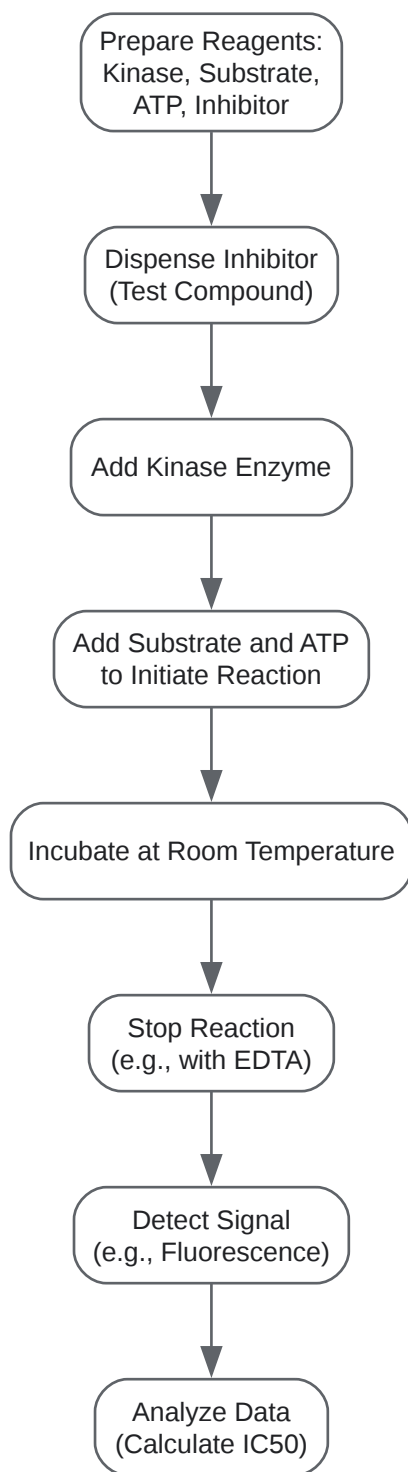 Prepare Reagents:
Kinase, Substrate,
ATP, Inhibitor
Dispense Inhibitor
(Test Compound)
Add Kinase Enzyme
Add Substrate and ATP
to Initiate Reaction
Incubate at Room Temperature
Stop Reaction
(e.g., with EDTA)
Detect Signal
(e.g., Fluorescence)
Analyze Data
(Calculate IC50)